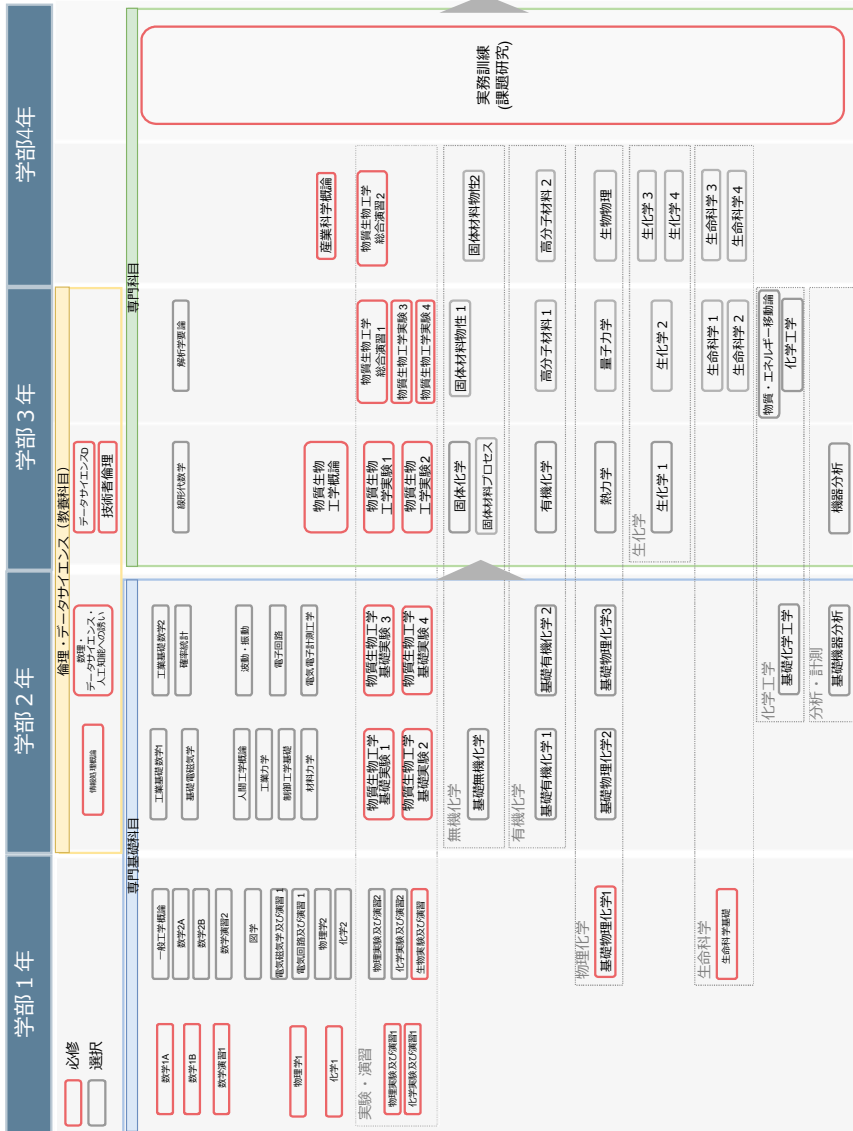 学部１年
学部２年
学部３年
学部4年
必修
選択
倫理・データサイエンス（教養科目）
情報処理概論
数理・
データサイエンス・
人工知能への誘い
データサイエンスD
技術者倫理
専門基礎科目
専門科目
数学1A
数学1B
数学演習1
物理学1
化学1
一般工学概論
数学2A
数学2B
数学演習2
図学
電気磁気学及び演習１
電気回路及び演習１
物理学2
化学2
工業基礎数学1
基礎電磁気学
人間工学概論
工業力学
制御工学基礎
材料力学
工業基礎数学2
確率統計
波動・振動
電子回路
電気電子計測工学
線形代数学
物質生物
工学概論
解析学要論
産業科学概論
実務訓練
(課題研究)
実験・演習
物理実験及び演習1
化学実験及び演習1
物理実験及び演習2
化学実験及び演習2
生物実験及び演習
物質生物工学
基礎実験１
物質生物工学
基礎実験２
物質生物工学
基礎実験３
物質生物工学
基礎実験４
物質生物
工学実験１
物質生物
工学実験２
物質生物工学
総合演習１
物質生物工学実験３
物質生物工学実験４
物質生物工学
総合演習２
無機化学
基礎無機化学
固体化学
固体材料プロセス
固体材料物性１
固体材料物性2
有機化学
基礎有機化学１
基礎有機化学２
有機化学
高分子材料１
高分子材料２
物理化学
基礎物理化学1
基礎物理化学2
基礎物理化学3
熱力学
量子力学
生物物理
生化学
生化学１
生化学２
生化学３
生化学４
生命科学
生命科学基礎
生命科学１
生命科学２
生命科学３
生命科学４
化学工学
基礎化学工学
物質・エネルギー移動論
化学工学
分析・計測
基礎機器分析
機器分析